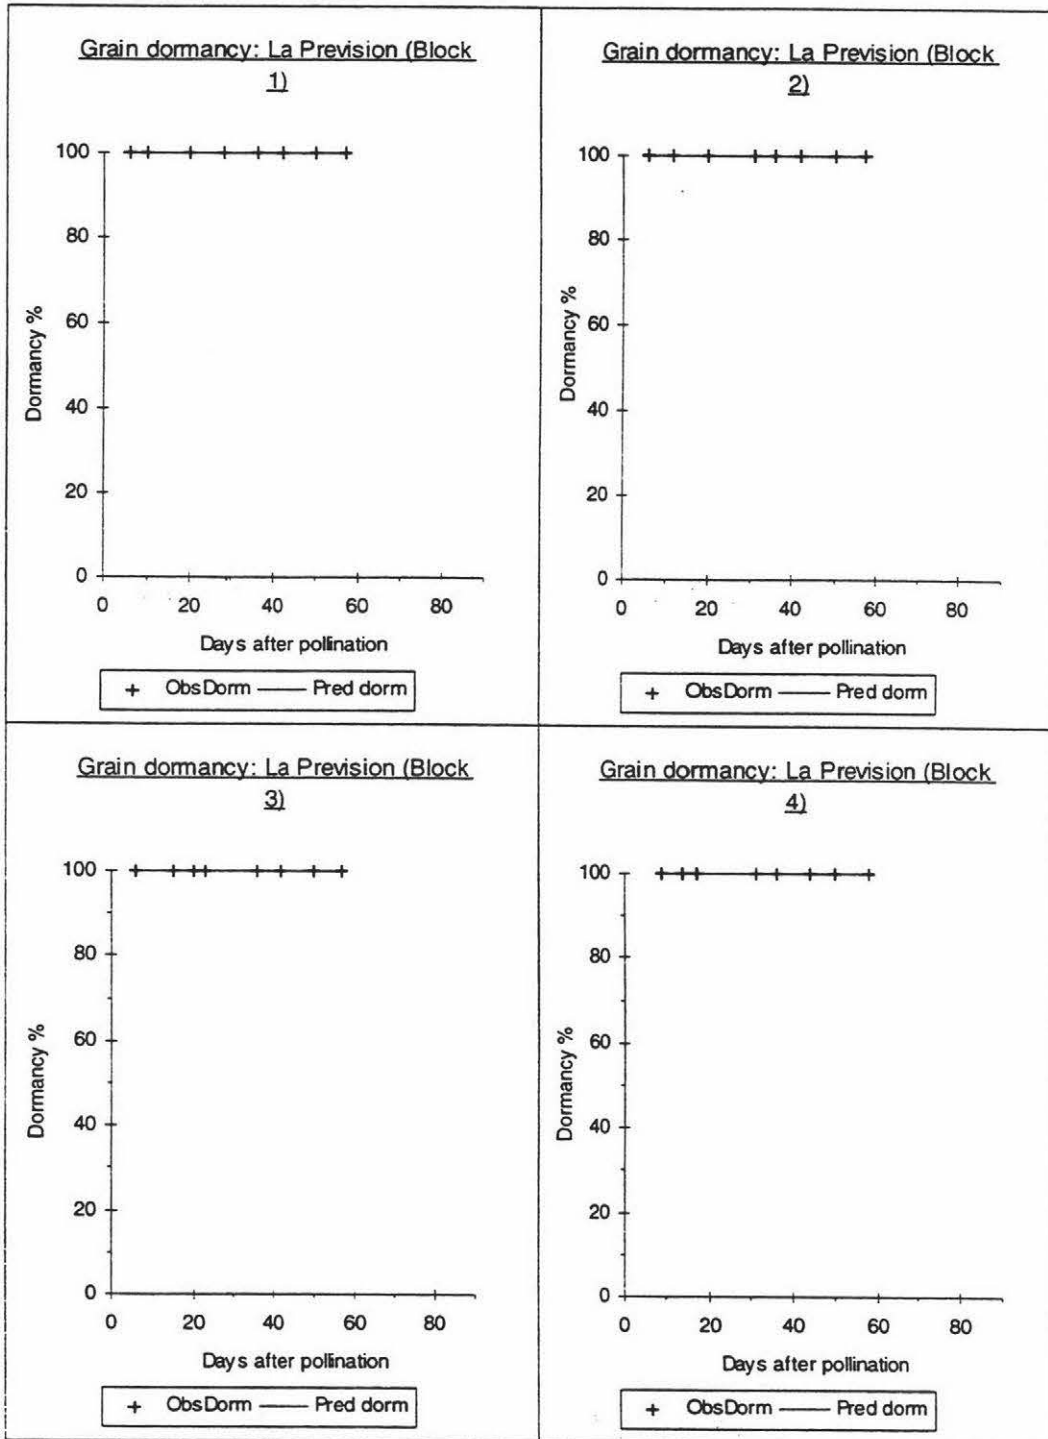 Grain dormancy: La Prevision (Block
1)
100
80
60
40
20
0
Dormancy %
0 20 40 60 80
Days after pollination
+ ObsDorm —— Pred dorm
Grain dormancy: La Prevision (Block
2)
100
80
60
40
20
0
Dormancy %
0 20 40 60 80
Days after pollination
+ ObsDorm —— Pred dorm
Grain dormancy: La Prevision (Block
3)
100
80
60
40
20
0
Dormancy %
0 20 40 60 80
Days after pollination
+ ObsDorm —— Pred dorm
Grain dormancy: La Prevision (Block
4)
100
80
60
40
20
0
Dormancy %
0 20 40 60 80
Days after pollination
+ ObsDorm —— Pred dorm